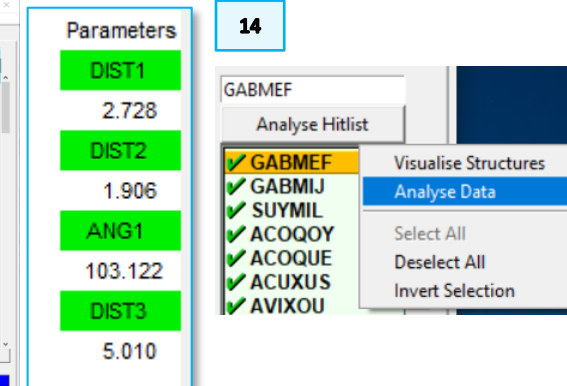 Parameters
DIST1
2.728
DIST2
1.906
ANG1
103.122
DIST3
5.010
14
GABMEF
Analyse Hitlist
GABMEF
GABMIJ
SUYMIL
ACOQOY
ACOQUE
ACUXUS
AVIXOU
Visualise Structures
Analyse Data
Select All
Deselect All
Invert Selection